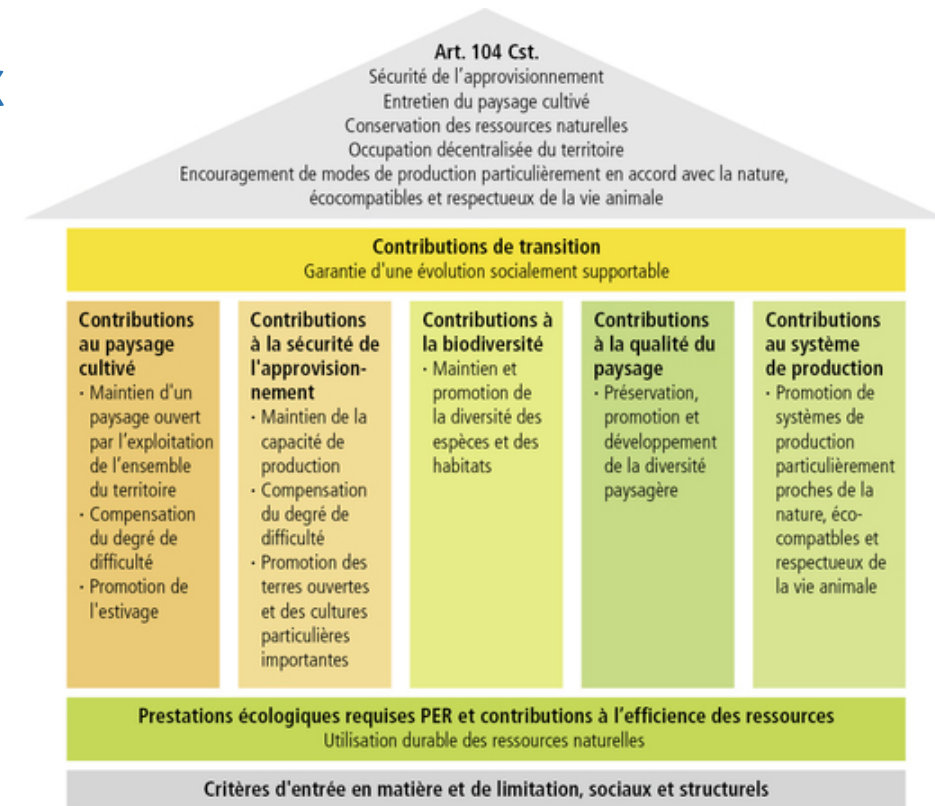 Art. 104 Cst.
Sécurité de l'approvisionnement
Entretien du paysage cultivé
Conservation des ressources naturelles
Occupation décentralisée du territoire
Encouragement de modes de production particulièrement en accord avec la nature,
écocompatibles et respectueux de la vie animale
Contributions de transition
Garantie d'une évolution socialement supportable
Contributions
au paysage
cultivé
· Maintien d'un
paysage ouvert
par l'exploitation
de l'ensemble
du territoire
· Compensation
du degré de
difficulté
· Promotion de
l'estivage
Contributions
à la sécurité de
l'approvision-
nement
· Maintien de la
capacité de
production
· Compensation
du degré de
difficulté
· Promotion des
terres ouvertes
et des cultures
particulières
importantes
Contributions à
la biodiversité
· Maintien et
promotion de
la diversité des
espèces et des
habitats
Contributions
à la qualité du
paysage
· Préservation,
promotion et
développement
de la diversité
paysagère
Contributions
au système
de production
· Promotion de
systèmes de
production
particulièrement
proches de la
nature, éco-
compatbles et
respectueux de
la vie animale
Prestations écologiques requises PER et contributions à l'efficience des ressources
Utilisation durable des ressources naturelles
Critères d'entrée en matière et de limitation, sociaux et structurels